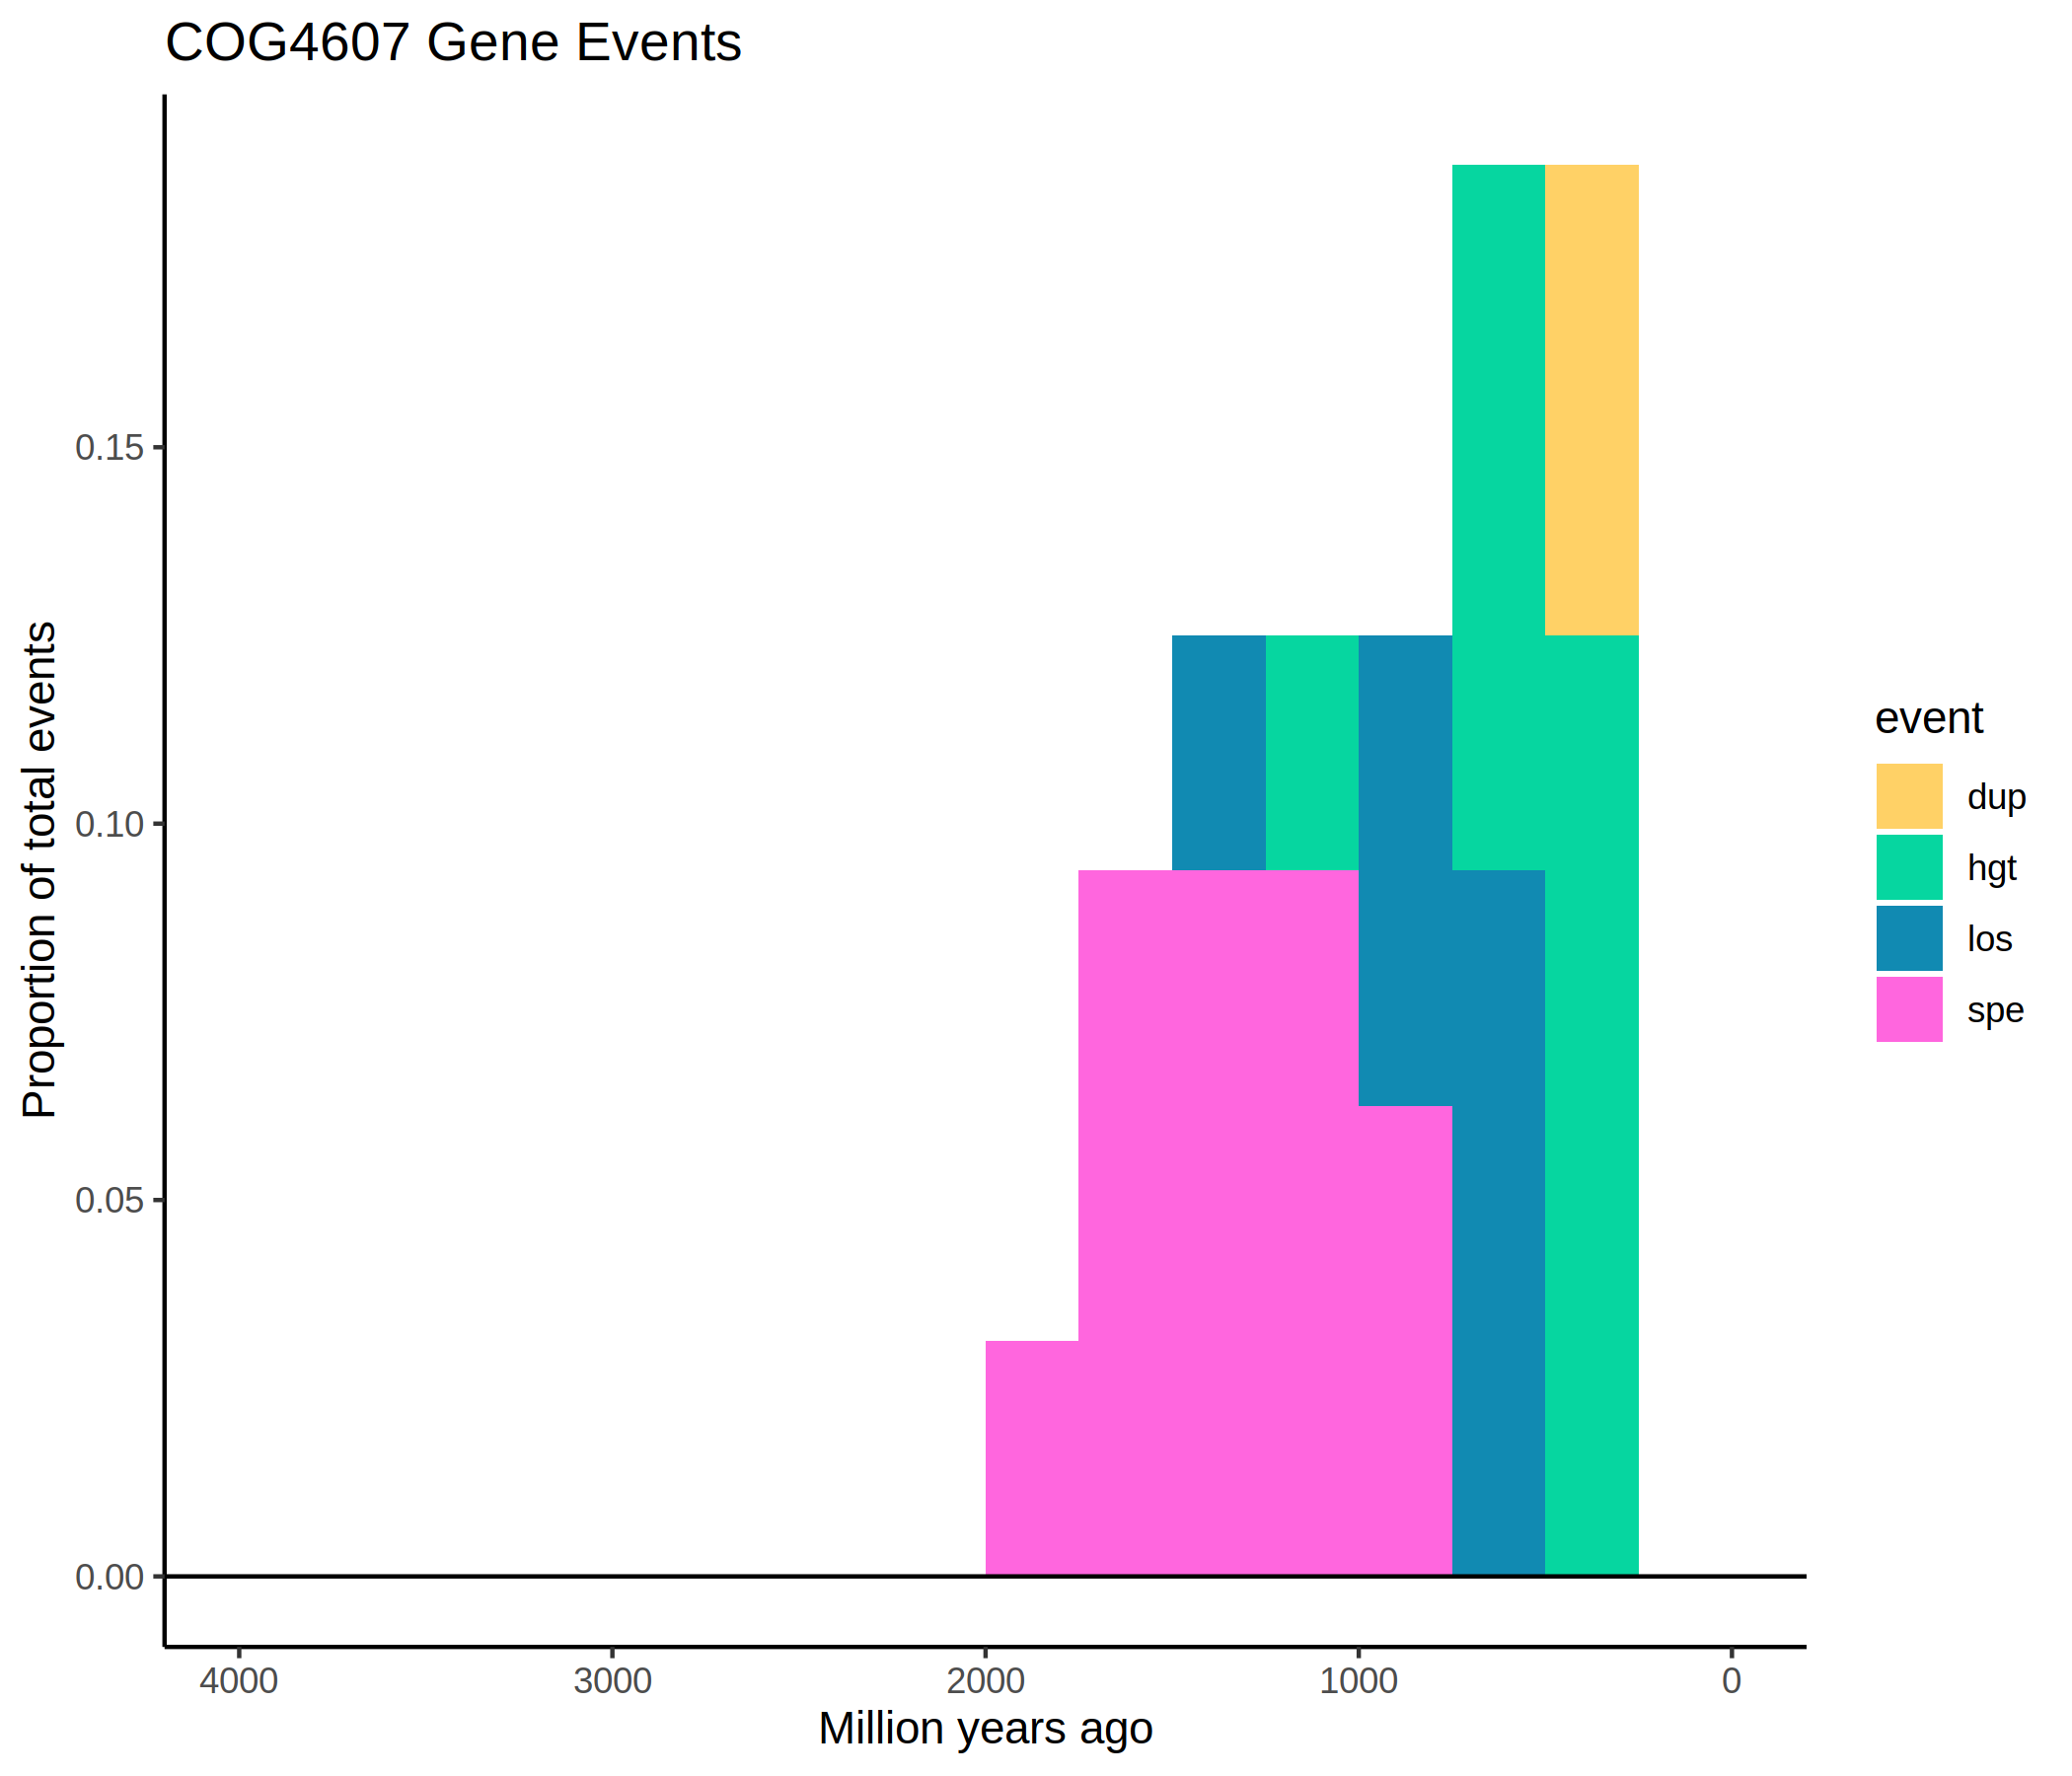 COG4607 Gene Events
Proportion of total events
0.15
0.10
0.05
0.00
4000
3000
2000
1000
0
Million years ago
event
dup
hgt
los
spe